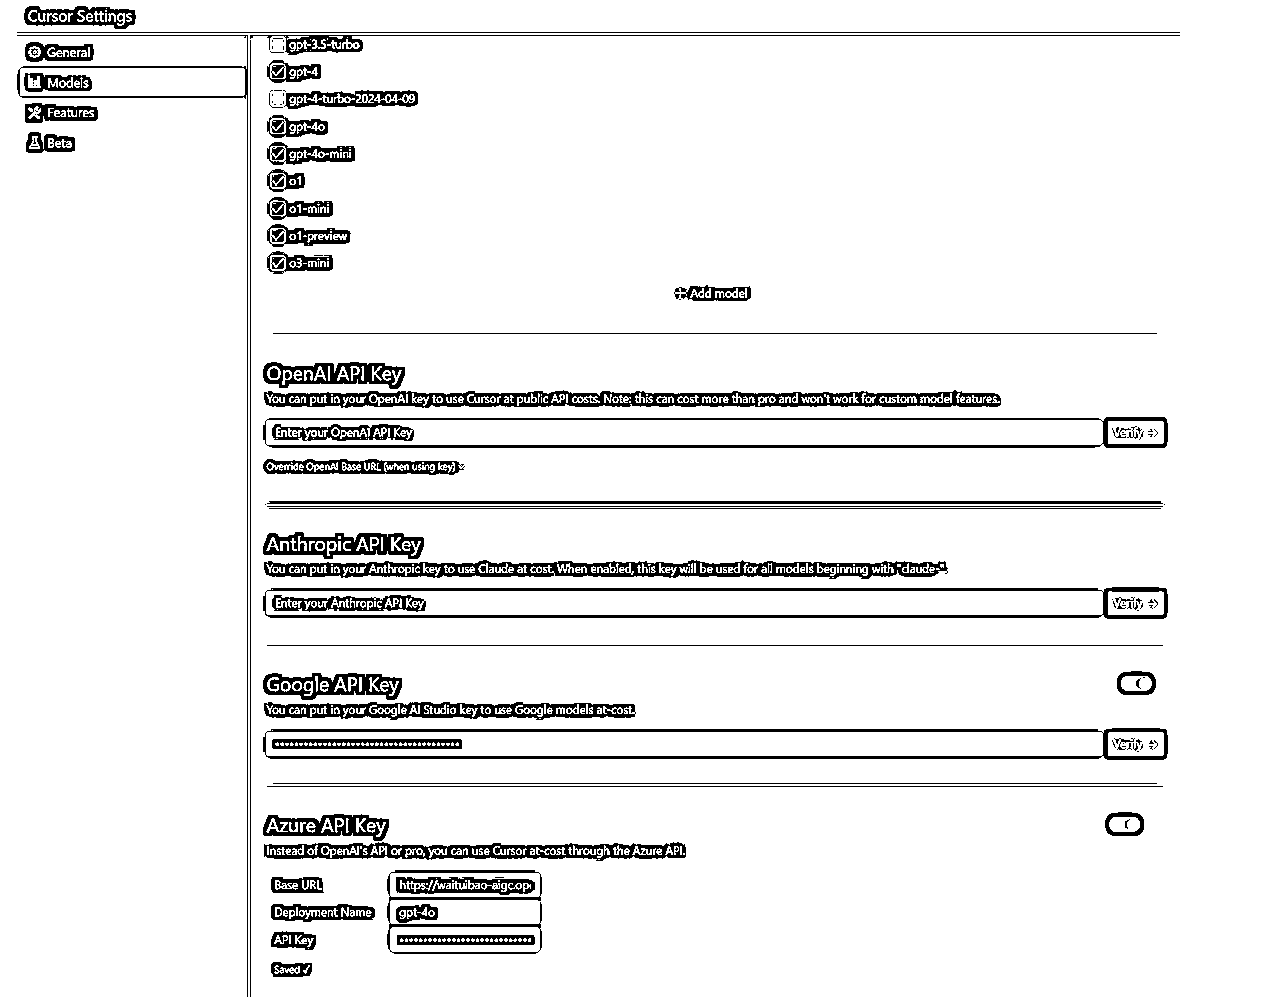 Cursor Settings
General
Models
Features
Beta
gpt-3.5-turbo
gpt-4
gpt-4-turbo-2024-04-09
gpt-4o
gpt-4o-mini
o1
o1-mini
o1-preview
o3-mini
+ Add model
OpenAI API Key
You can put in your OpenAI key to use Cursor at public API costs. Note: this can cost more than pro and won't work for custom model features.
Enter your OpenAI API Key
Verify →
Override OpenAI Base URL (when using key)
Anthropic API Key
You can put in your Anthropic key to use Claude at cost. When enabled, this key will be used for all models beginning with "claude-".
Enter your Anthropic API Key
Verify →
Google API Key
You can put in your Google AI Studio key to use Google models at-cost.
Verify →
Azure API Key
Instead of OpenAI's API or pro, you can use Cursor at-cost through the Azure API.
Base URL
https://waituibao-aigc.op
Deployment Name
gpt-4o
API Key
Saved ✓